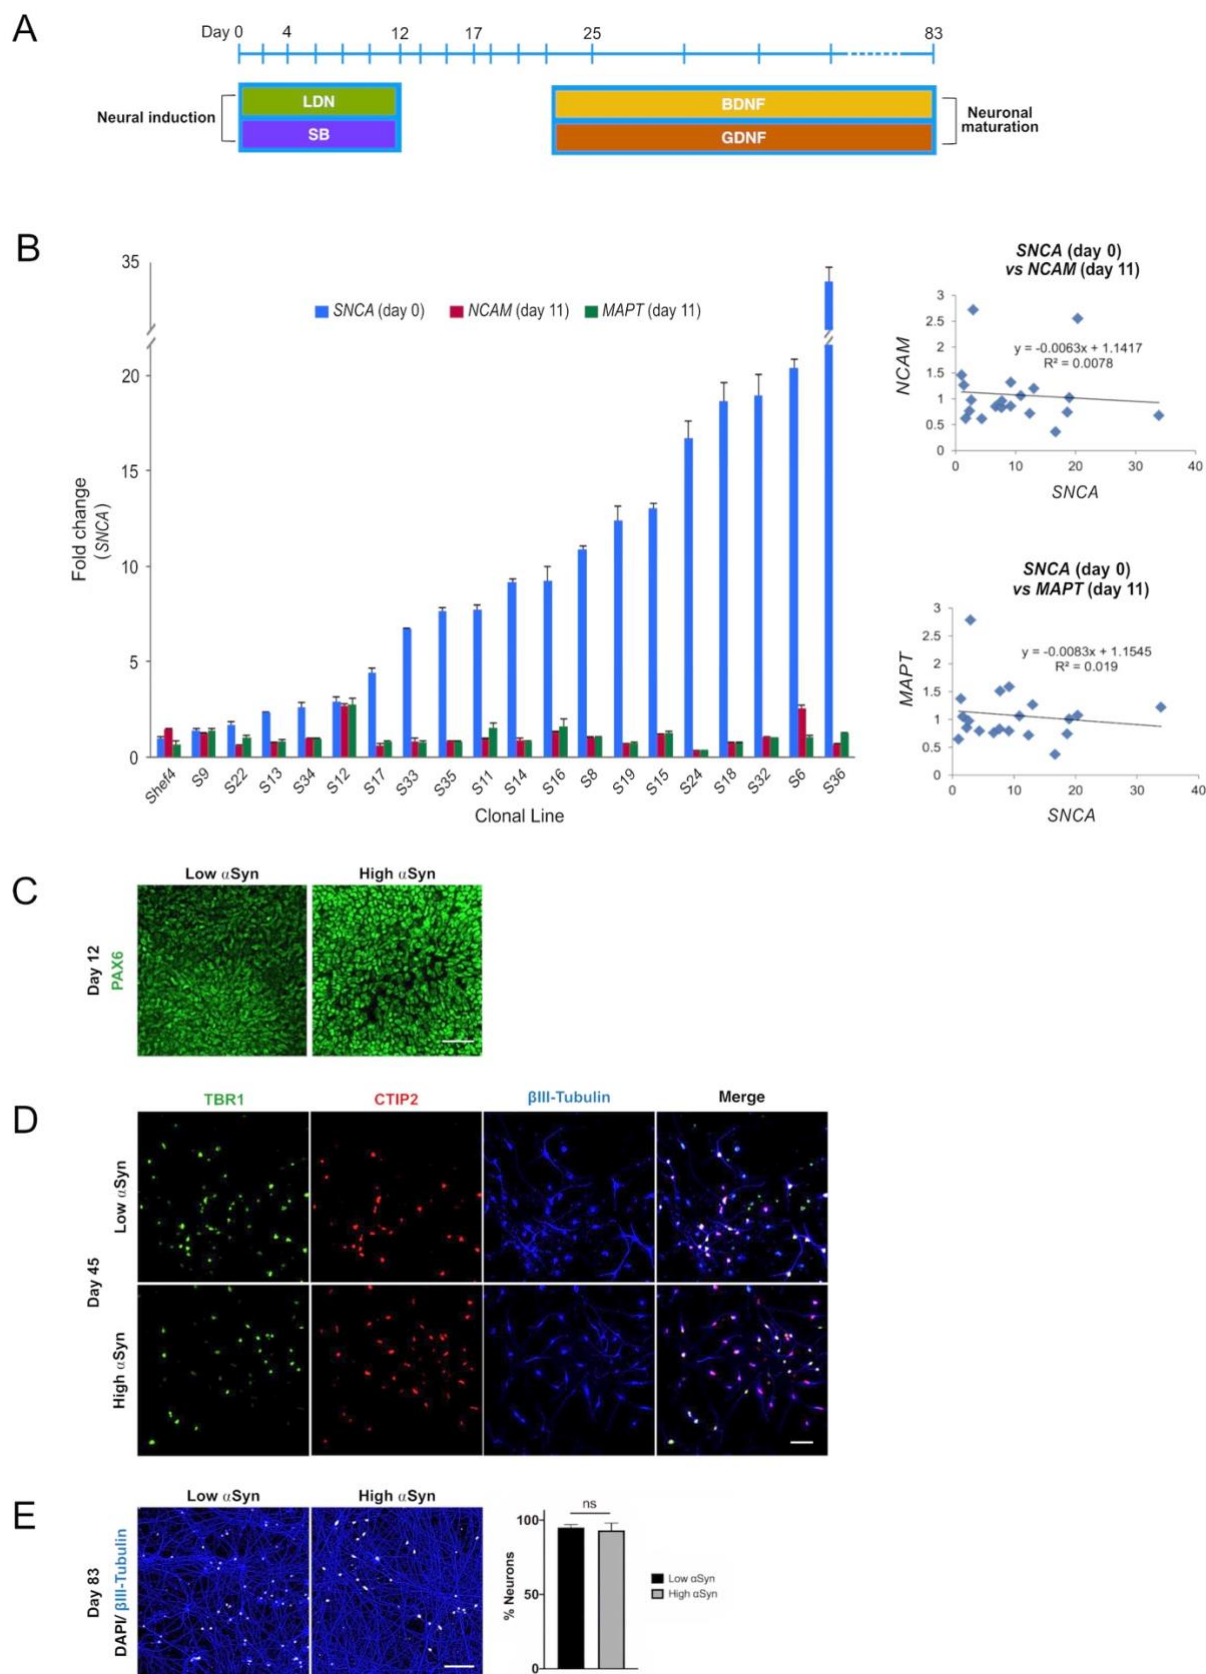 A
Day 0 4 12 17 25 83
Neural induction
LDN
SB
BDNF
GDNF
Neuronal
maturation
B
35
20
15
10
5
0
Fold change
(SNCA)
SNCA (day 0) NCAM (day 11) MAPT (day 11)
Shef4 S9 S22 S13 S34 S12 S17 S33 S35 S11 S14 S16 S8 S19 S15 S24 S18 S32 S6 S36
Clonal Line
SNCA (day 0)
vs NCAM (day 11)
3
2.5
2
1.5
1
0.5
0
NCAM
y = -0.0063x + 1.1417
R² = 0.0078
0 10 20 30 40
SNCA
SNCA (day 0)
vs MAPT (day 11)
3
2.5
2
1.5
1
0.5
0
MAPT
y = -0.0083x + 1.1545
R² = 0.019
0 10 20 30 40
SNCA
C
Low αSyn High αSyn
Day 12
PAX6
D
TBR1 CTIP2 βIII-Tubulin Merge
Day 45
Low αSyn
High αSyn
E
Low αSyn High αSyn
Day 83
DAPI/ βIII-Tubulin
% Neurons
100
50
0
ns
Low αSyn
High αSyn